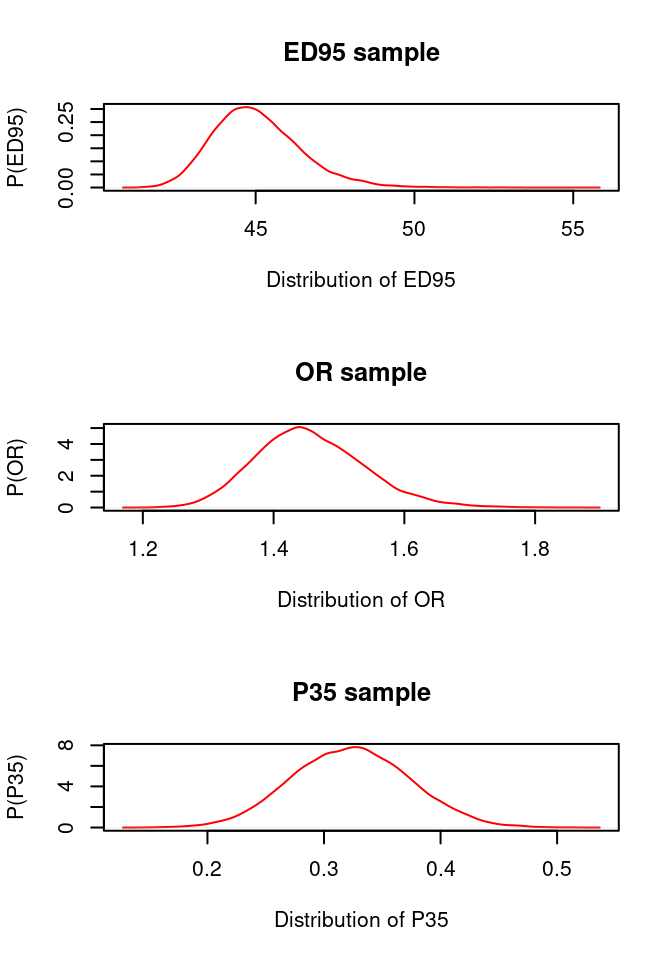 ED95 sample
P(ED95)
0.25
0.00
45 50 55
Distribution of ED95
OR sample
P(OR)
4
2
0
1.2 1.4 1.6 1.8
Distribution of OR
P35 sample
P(P35)
8
4
0
0.2 0.3 0.4 0.5
Distribution of P35